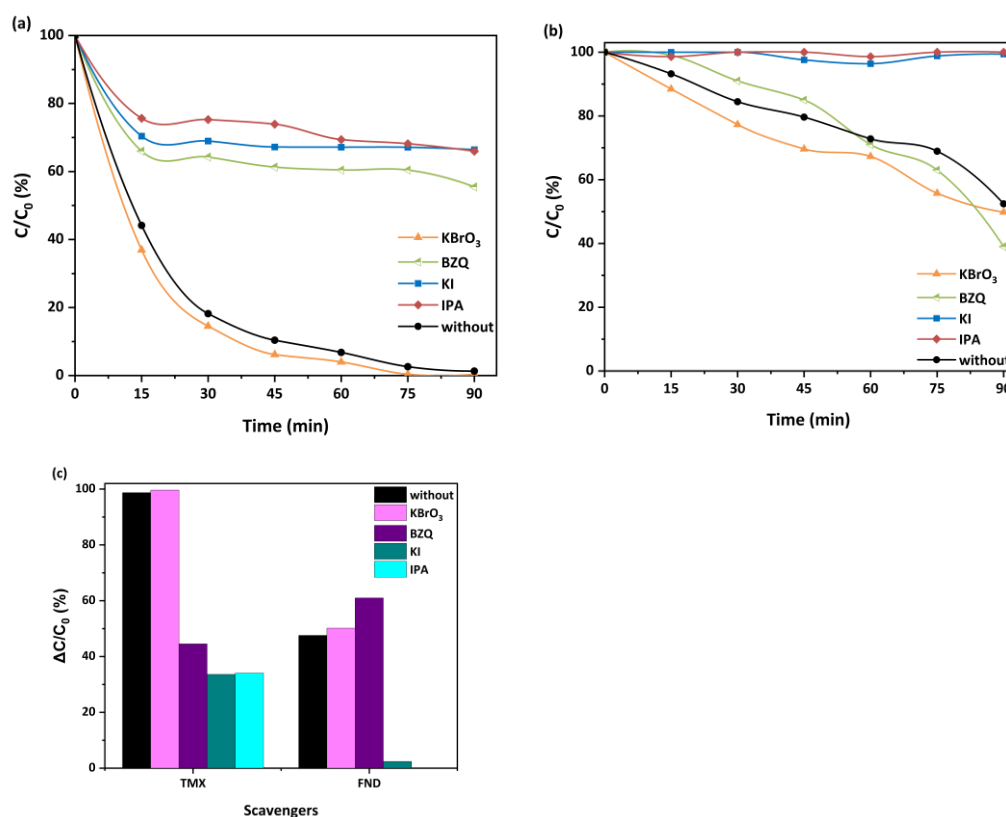 (a)
100
80
60
40
20
0
C/C₀ (%)
KBrO₃
BZQ
KI
IPA
without
0 15 30 45 60 75 90
Time (min)
(b)
100
80
60
40
20
0
C/C₀ (%)
KBrO₃
BZQ
KI
IPA
without
0 15 30 45 60 75 90
Time (min)
(c)
100
80
60
40
20
0
ΔC/C₀ (%)
without
KBrO₃
BZQ
KI
IPA
TMX FND
Scavengers